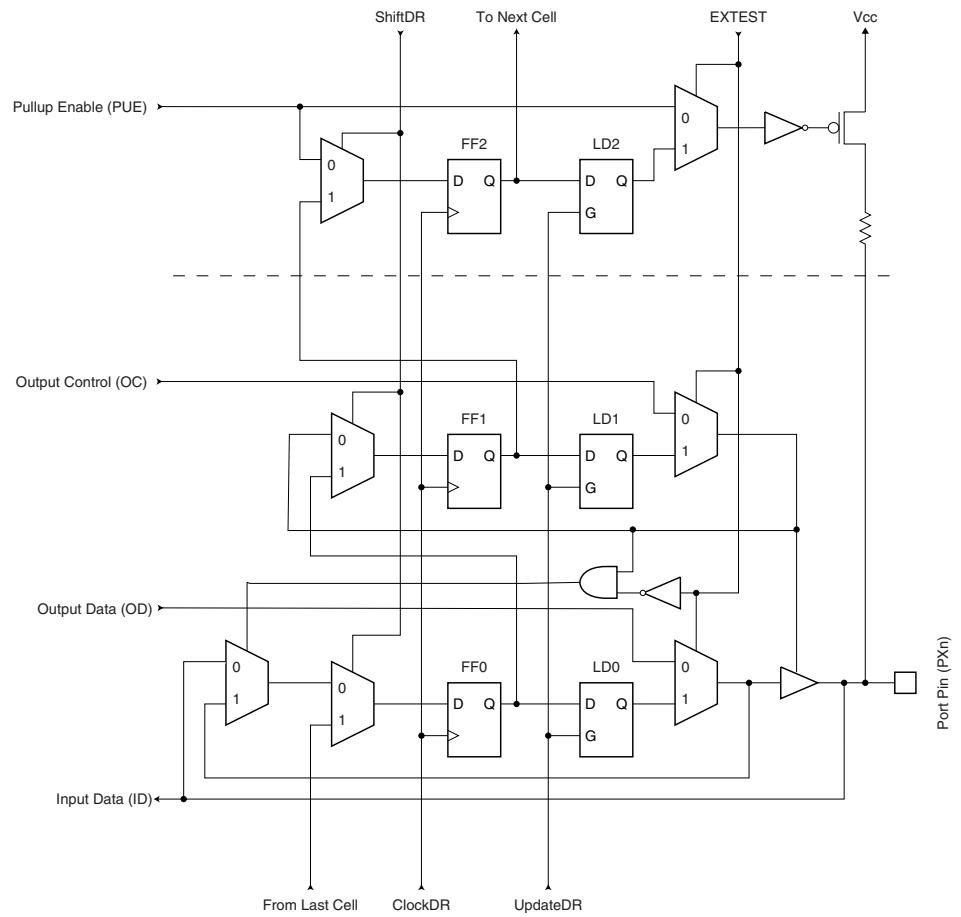 ShiftDR
To Next Cell
EXTEST
Vcc
Pullup Enable (PUE)
0
1
FF2
D Q
LD2
D Q
G
0
1
Output Control (OC)
0
1
FF1
D Q
LD1
D Q
G
0
1
Output Data (OD)
0
1
0
1
FF0
D Q
LD0
D Q
G
0
1
Port Pin (PXn)
Input Data (ID)
From Last Cell
ClockDR
UpdateDR